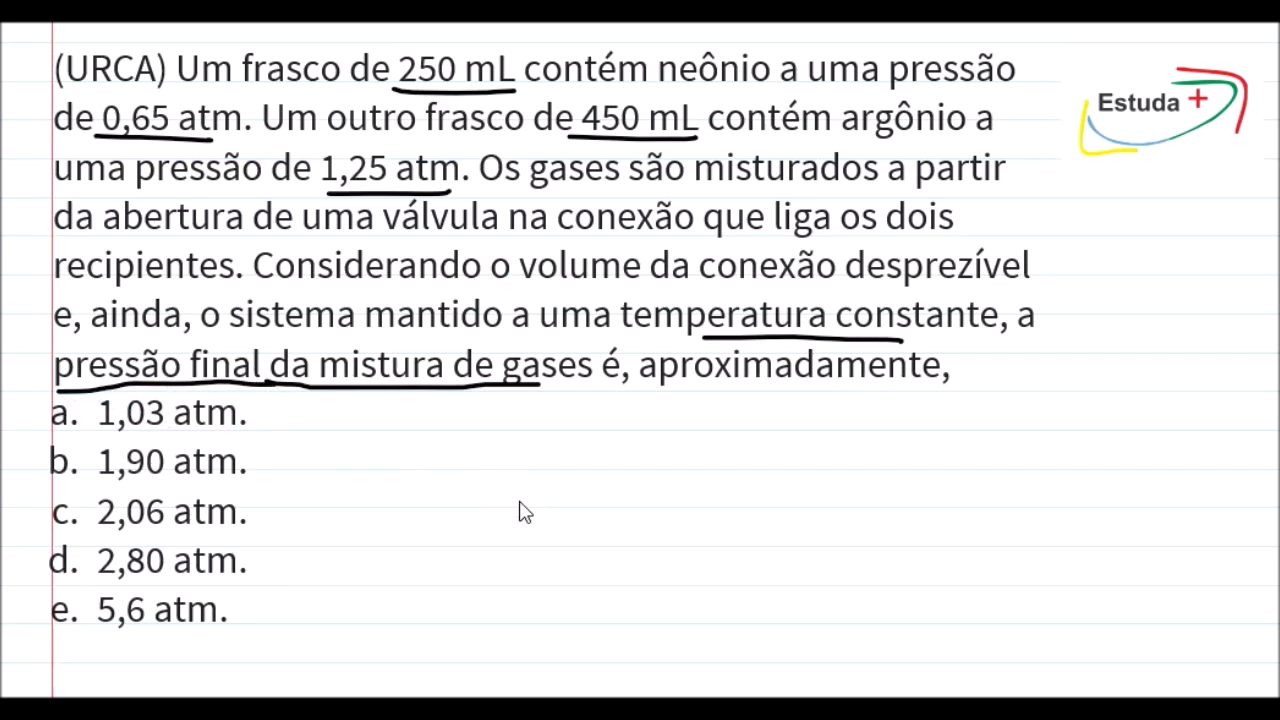 (URCA) Um frasco de 250 mL contém neônio a uma pressão
de 0,65 atm. Um outro frasco de 450 mL contém argônio a
uma pressão de 1,25 atm. Os gases são misturados a partir
da abertura de uma válvula na conexão que liga os dois
recipientes. Considerando o volume da conexão desprezível
e, ainda, o sistema mantido a uma temperatura constante, a
pressão final da mistura de gases é, aproximadamente,
a. 1,03 atm.
b. 1,90 atm.
c. 2,06 atm.
d. 2,80 atm.
e. 5,6 atm.
Estuda +